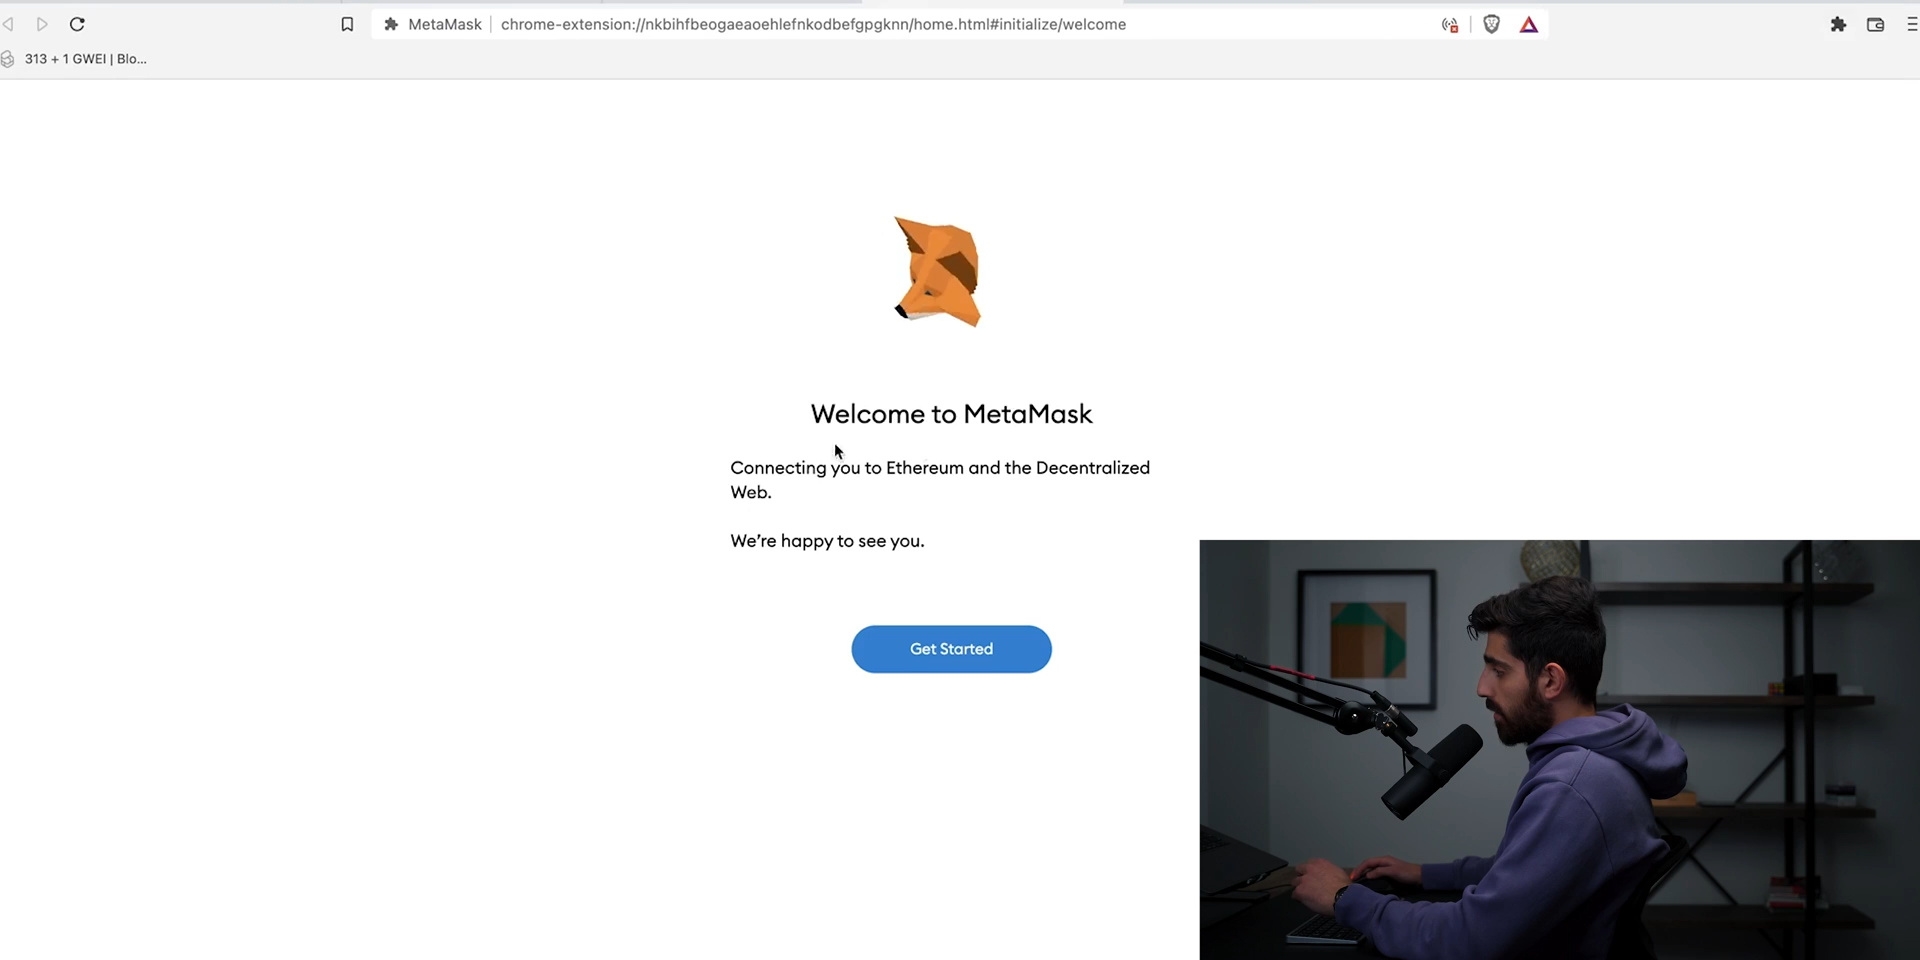 MetaMask
chrome-extension://nkbihfbeogaeaoehlefnkodbefgpgknn/home.html#initialize/welcome
313 + 1 GWEI | Blo...
Welcome to MetaMask
Connecting you to Ethereum and the Decentralized
Web.
We're happy to see you.
Get Started